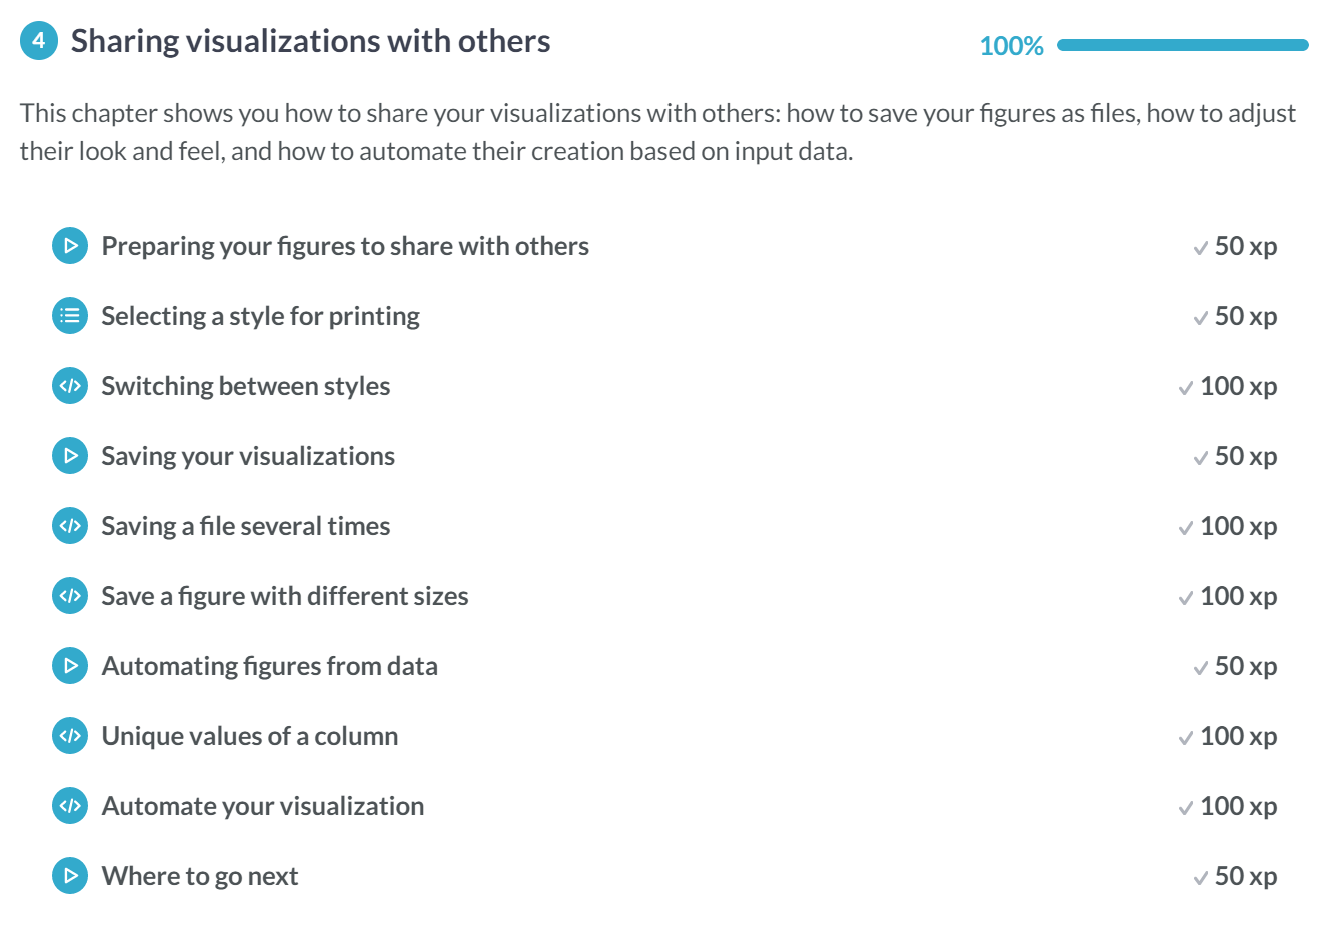 4 Sharing visualizations with others 100%
This chapter shows you how to share your visualizations with others: how to save your figures as files, how to adjust
their look and feel, and how to automate their creation based on input data.
Preparing your figures to share with others 50 xp
Selecting a style for printing 50 xp
Switching between styles 100 xp
Saving your visualizations 50 xp
Saving a file several times 100 xp
Save a figure with different sizes 100 xp
Automating figures from data 50 xp
Unique values of a column 100 xp
Automate your visualization 100 xp
Where to go next 50 xp